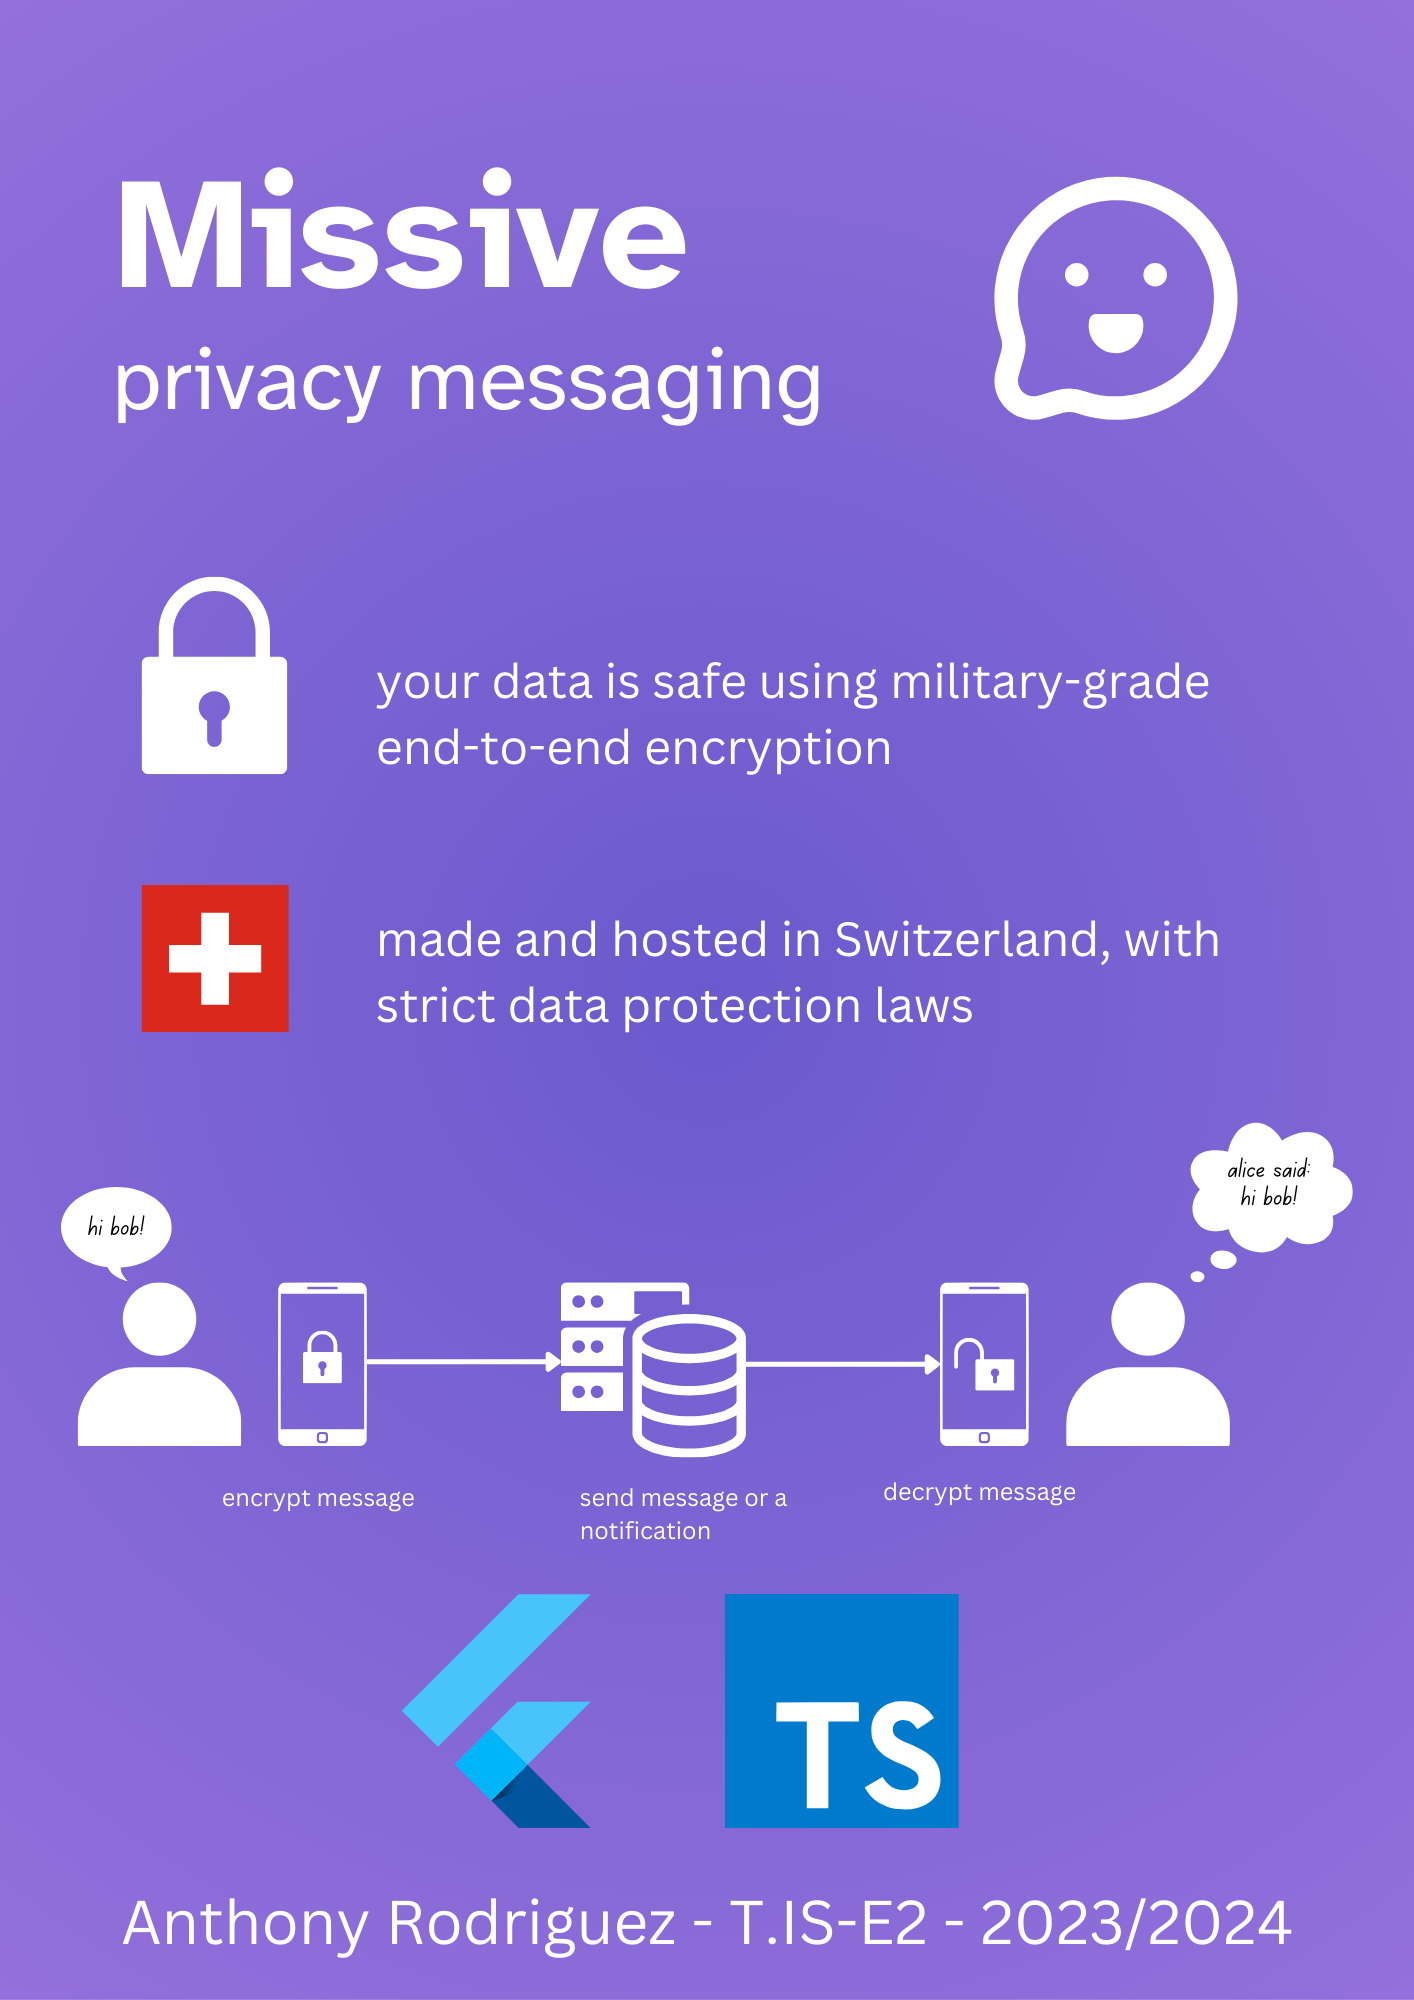 Missive
privacy messaging
your data is safe using military-grade
end-to-end encryption
made and hosted in Switzerland, with
strict data protection laws
alice said:
hi bob!
hi bob!
encrypt message
send message or a
notification
decrypt message
TS
Anthony Rodriguez - T.IS-E2 - 2023/2024